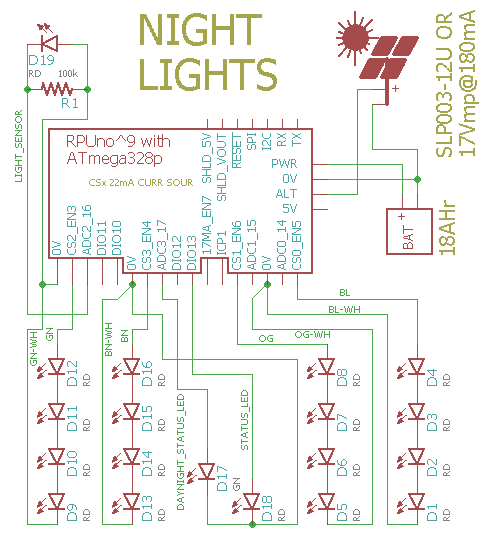 NIGHT
LIGHTS
SLP003-12U OR
17Vmp@180mA
D19
RD
100k
R1
LIGHT_SENSOR
RPUno^9 with
ATmega328p
CSx 22mA CURR SOUR
SHLD_5V
SHLD_VOUT
RESET
SPI
I2C
RX
TX
PWR
0V
ALT
5V
+
+
BAT
18AHr
0V
CS2_EN3
ADC2_16
DIO11
DIO10
0V
CS3_EN4
ADC3_17
DIO12
DIO13
17MA_EN7
ICP1
CS1_EN6
ADC1_15
0V
ADC0_14
CS0_EN5
BL
BL-WH
OG
OG-WH
GN-WH
GN
BN-WH
BN
DAYNIGHT_STATUS_LED
STATUS_LED
D12
RD
D16
RD
D8
RD
D4
RD
D11
RD
D15
RD
D7
RD
D3
RD
D10
RD
D14
RD
D17
GN
D6
RD
D2
RD
D9
RD
D13
RD
D18
RD
D5
RD
D1
RD